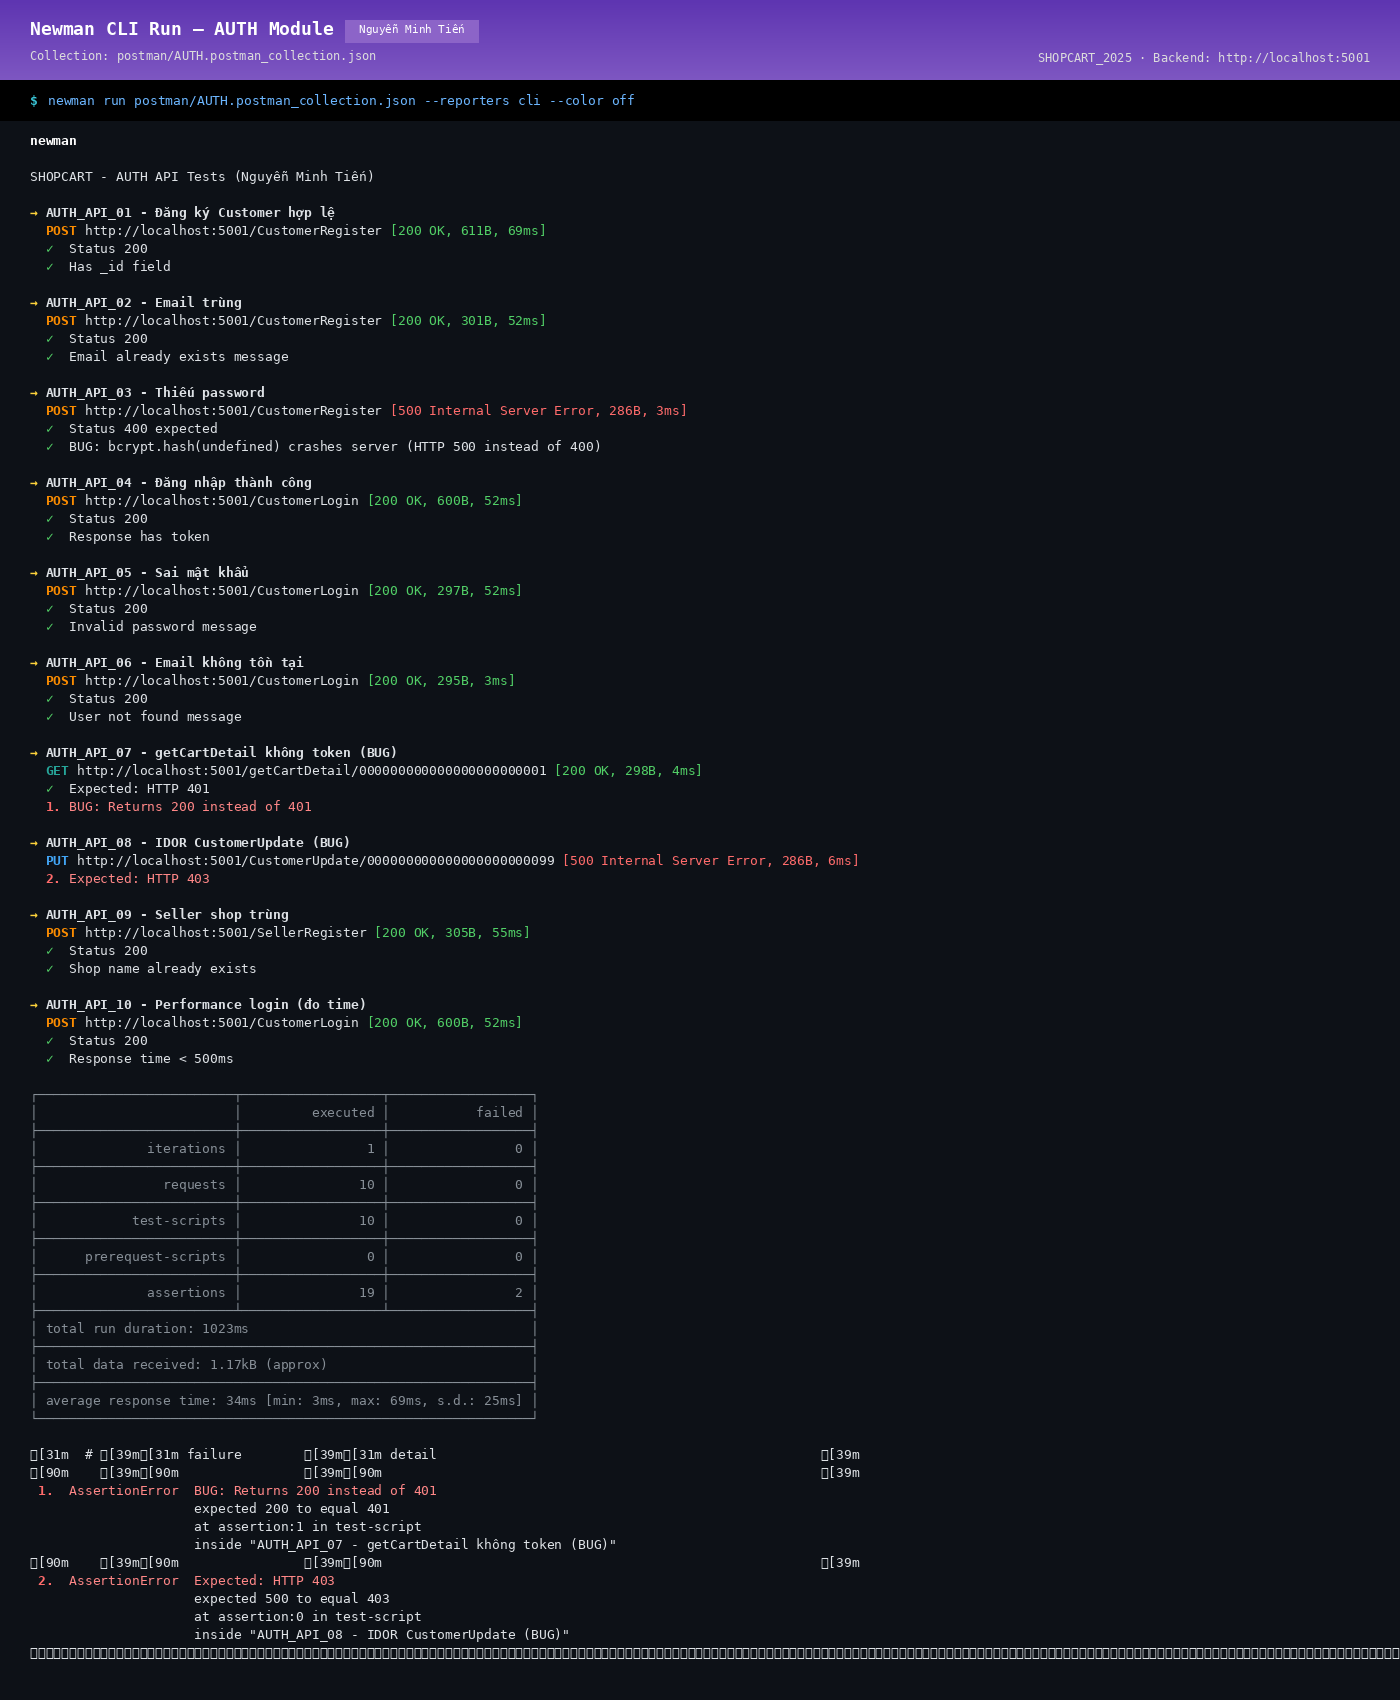 Newman CLI Run — AUTH Module Nguyễn Minh Tiến
Collection: postman/AUTH.postman_collection.json
SHOPCART_2025 · Backend: http://localhost:5001
$ newman run postman/AUTH.postman_collection.json --reporters cli --color off
newman
SHOPCART - AUTH API Tests (Nguyễn Minh Tiến)
→ AUTH_API_01 - Đăng ký Customer hợp lệ
POST http://localhost:5001/CustomerRegister [200 OK, 611B, 69ms]
✓ Status 200
✓ Has _id field
→ AUTH_API_02 - Email trùng
POST http://localhost:5001/CustomerRegister [200 OK, 301B, 52ms]
✓ Status 200
✓ Email already exists message
→ AUTH_API_03 - Thiếu password
POST http://localhost:5001/CustomerRegister [500 Internal Server Error, 286B, 3ms]
✓ Status 400 expected
✓ BUG: bcrypt.hash(undefined) crashes server (HTTP 500 instead of 400)
→ AUTH_API_04 - Đăng nhập thành công
POST http://localhost:5001/CustomerLogin [200 OK, 600B, 52ms]
✓ Status 200
✓ Response has token
→ AUTH_API_05 - Sai mật khẩu
POST http://localhost:5001/CustomerLogin [200 OK, 297B, 52ms]
✓ Status 200
✓ Invalid password message
→ AUTH_API_06 - Email không tồn tại
POST http://localhost:5001/CustomerLogin [200 OK, 295B, 3ms]
✓ Status 200
✓ User not found message
→ AUTH_API_07 - getCartDetail không token (BUG)
GET http://localhost:5001/getCartDetail/000000000000000000000001 [200 OK, 298B, 4ms]
✓ Expected: HTTP 401
1. BUG: Returns 200 instead of 401
→ AUTH_API_08 - IDOR CustomerUpdate (BUG)
PUT http://localhost:5001/CustomerUpdate/000000000000000000000099 [500 Internal Server Error, 286B, 6ms]
2. Expected: HTTP 403
→ AUTH_API_09 - Seller shop trùng
POST http://localhost:5001/SellerRegister [200 OK, 305B, 55ms]
✓ Status 200
✓ Shop name already exists
→ AUTH_API_10 - Performance login (đo time)
POST http://localhost:5001/CustomerLogin [200 OK, 600B, 52ms]
✓ Status 200
✓ Response time < 500ms
executed failed
iterations 1 0
requests 10 0
test-scripts 10 0
prerequest-scripts 0 0
assertions 19 2
total run duration: 1023ms
total data received: 1.17kB (approx)
average response time: 34ms [min: 3ms, max: 69ms, s.d.: 25ms]
[31m # [39m[31m failure [39m[31m detail [39m
[90m [39m[90m [39m[90m [39m
1. AssertionError BUG: Returns 200 instead of 401
expected 200 to equal 401
at assertion:1 in test-script
inside "AUTH_API_07 - getCartDetail không token (BUG)"
[90m [39m[90m [39m[90m [39m
2. AssertionError Expected: HTTP 403
expected 500 to equal 403
at assertion:0 in test-script
inside "AUTH_API_08 - IDOR CustomerUpdate (BUG)"